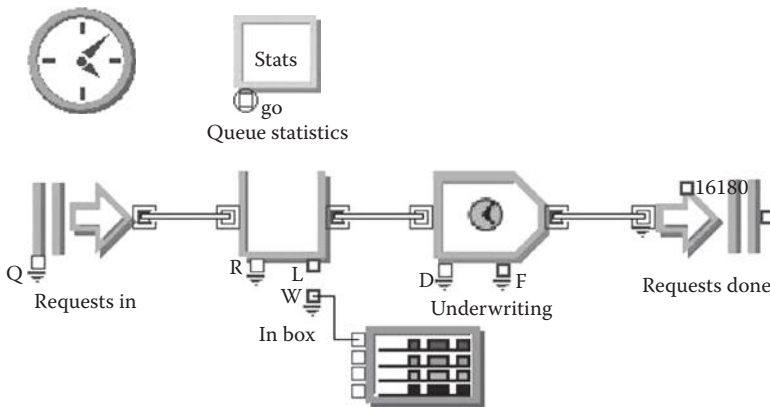 Stats
go
Queue statistics
16180
Q
R
L
D
F
Requests in
W
Underwriting
Requests done
In box